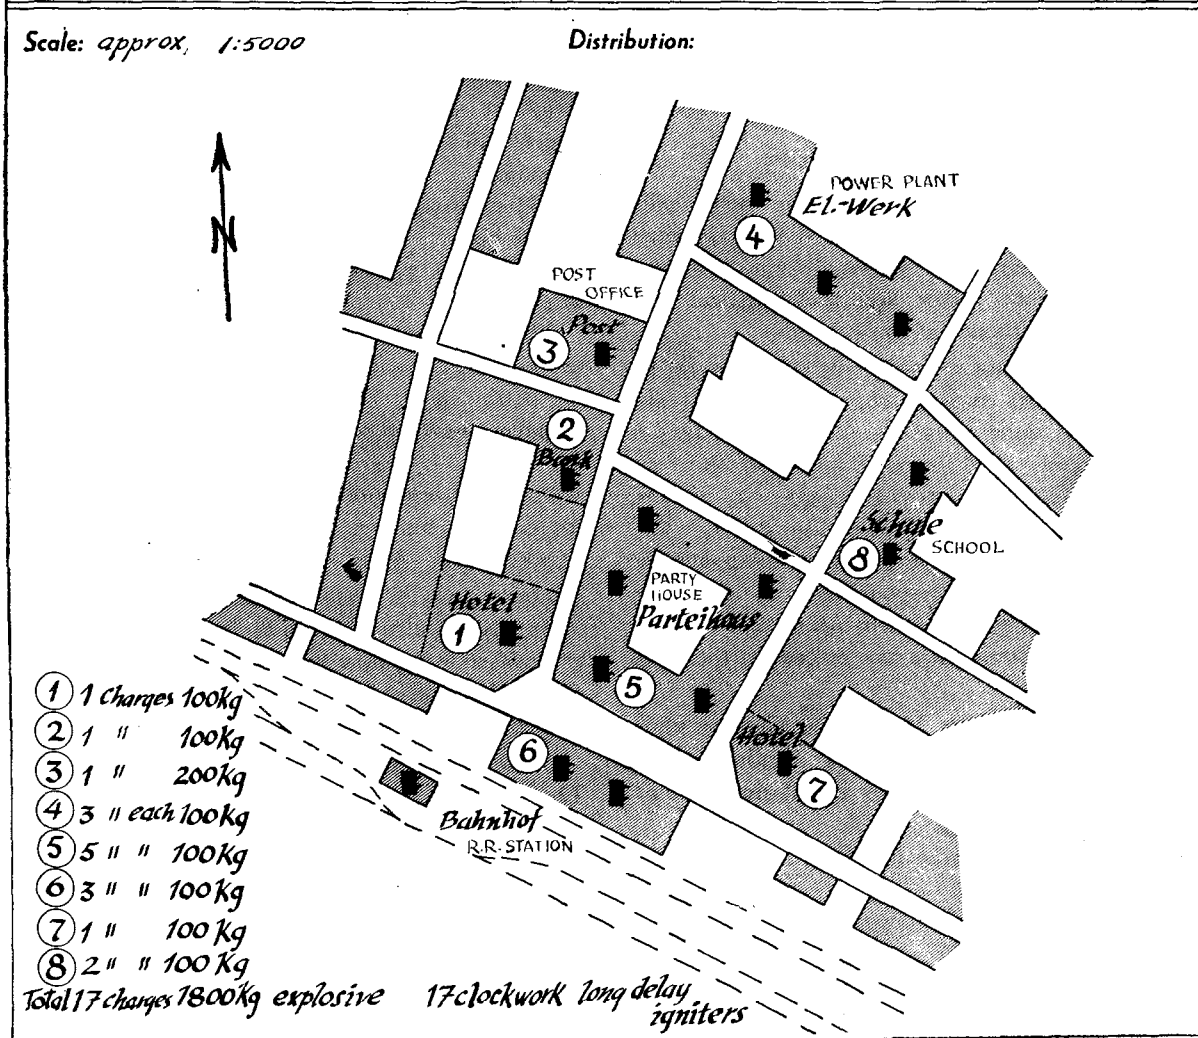 Scale: approx, 1:5000
Distribution:
N
POWER PLANT
El.-Werk
4
POST
OFFICE
Post
3
2
Bank
Schule
8
SCHOOL
PARTY
HOUSE
Parteihaus
Hotel
1
5
Hotel
6
7
Bahnhof
R.R. STATION
1 1 Charges 100Kg
2 1 " 100Kg
3 1 " 200Kg
4 3 " each 100Kg
5 5 " " 100Kg
6 3 " " 100Kg
7 1 " 100Kg
8 2 " " 100Kg
Total 17 charges 1800Kg explosive 17 clockwork long delay
igniters